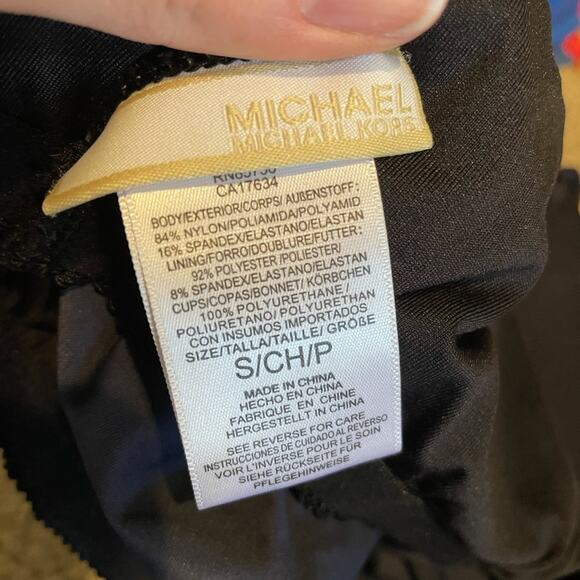 MICHAEL
MICHAEL KORS
CA17634
BODY/EXTERIOR/CORPS/ AUßENSTOFF:
84% NYLON/POLIAMIDA/POLYAMID
16% SPANDEX/ELASTANO/ELASTAN
LINING/FORRO/DOUBLURE/FUTTER:
92% POLYESTER /POLIESTER/
8% SPANDEX/ELASTANO/ELASTAN
CUPS/COPAS/BONNET/ KÖRBCHEN
100% POLYURETHANE/
POLIURETANO/ POLYURETHAN
CON INSUMOS IMPORTADOS
SIZE/TALLA/TAILLE/ GRÖßE
S/CH/P
MADE IN CHINA
HECHO EN CHINA
FABRIQUE EN CHINE
HERGESTELLT IN CHINA
SEE REVERSE FOR CARE
INSTRUCCIONES DE CUIDADO AL REVERSO
VOIR L'INVERSE POUR LE SOIN
SIEHE RÜCKSEITE FÜR
PFLEGEHINWEISE